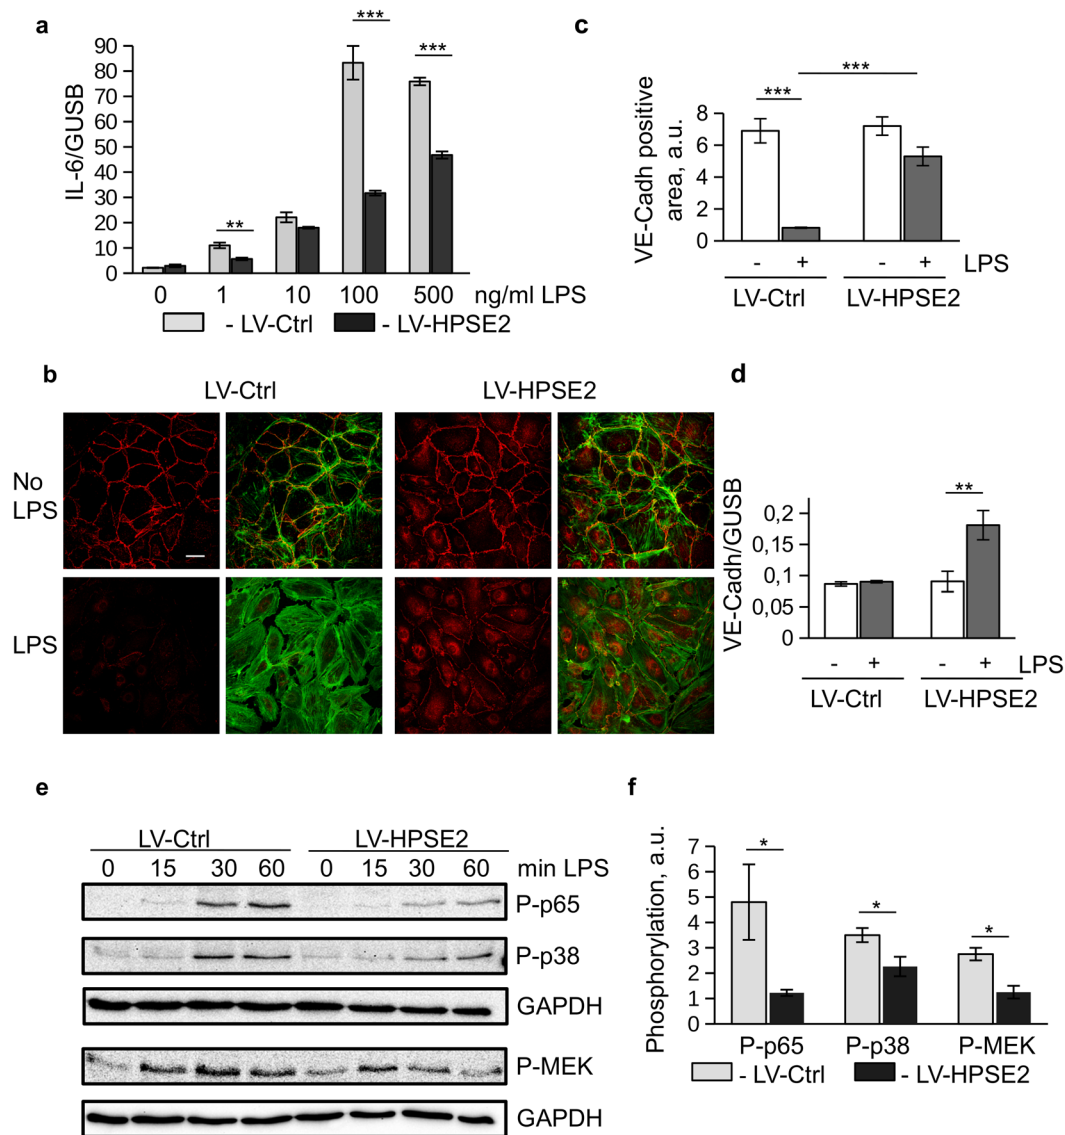 a
IL-6/GUSB
90
80
70
60
50
40
30
20
10
0
**
***
***
0 1 10 100 500 ng/ml LPS
- LV-Ctrl - LV-HPSE2
c
VE-Cadh positive
area, a.u.
8
6
4
2
0
***
***
- + - + LPS
LV-Ctrl LV-HPSE2
b
LV-Ctrl LV-HPSE2
No
LPS
LPS
d
VE-Cadh/GUSB
0,2
0,15
0,1
0,05
0
**
- + - + LPS
LV-Ctrl LV-HPSE2
e
LV-Ctrl LV-HPSE2
0 15 30 60 0 15 30 60 min LPS
P-p65
P-p38
GAPDH
P-MEK
GAPDH
f
Phosphorylation, a.u.
7
6
5
4
3
2
1
0
*
*
*
P-p65 P-p38 P-MEK
- LV-Ctrl - LV-HPSE2